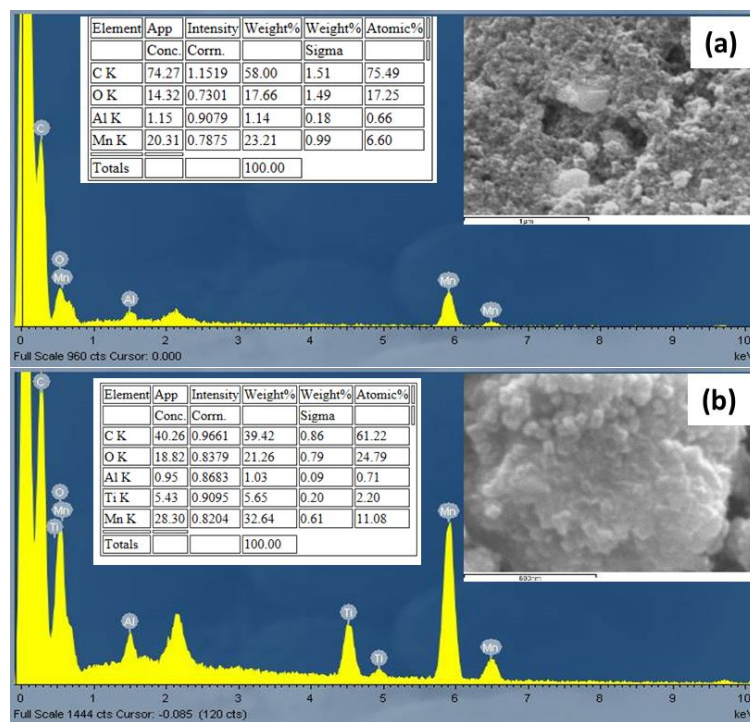 Element App Intensity Weight% Weight% Atomic%
Conc. Corrn. Sigma
C K 74.27 1.1519 58.00 1.51 75.49
O K 14.32 0.7301 17.66 1.49 17.25
Al K 1.15 0.9079 1.14 0.18 0.66
Mn K 20.31 0.7875 23.21 0.99 6.60
Totals 100.00
(a)
1µm
C
O
Mn
Al
Mn
Mn
0 1 2 3 4 5 6 7 8 9 10
Full Scale 960 cts Cursor: 0.000
keV
Element App Intensity Weight% Weight% Atomic%
Conc. Corrn. Sigma
C K 40.26 0.9661 39.42 0.86 61.22
O K 18.82 0.8379 21.26 0.79 24.79
Al K 0.95 0.8683 1.03 0.09 0.71
Ti K 5.43 0.9095 5.65 0.20 2.20
Mn K 28.30 0.8204 32.64 0.61 11.08
Totals 100.00
(b)
600nm
C
O
Mn
Ti
Al
Ti
Ti
Mn
Mn
0 1 2 3 4 5 6 7 8 9 10
Full Scale 1444 cts Cursor: -0.085 (120 cts)
keV